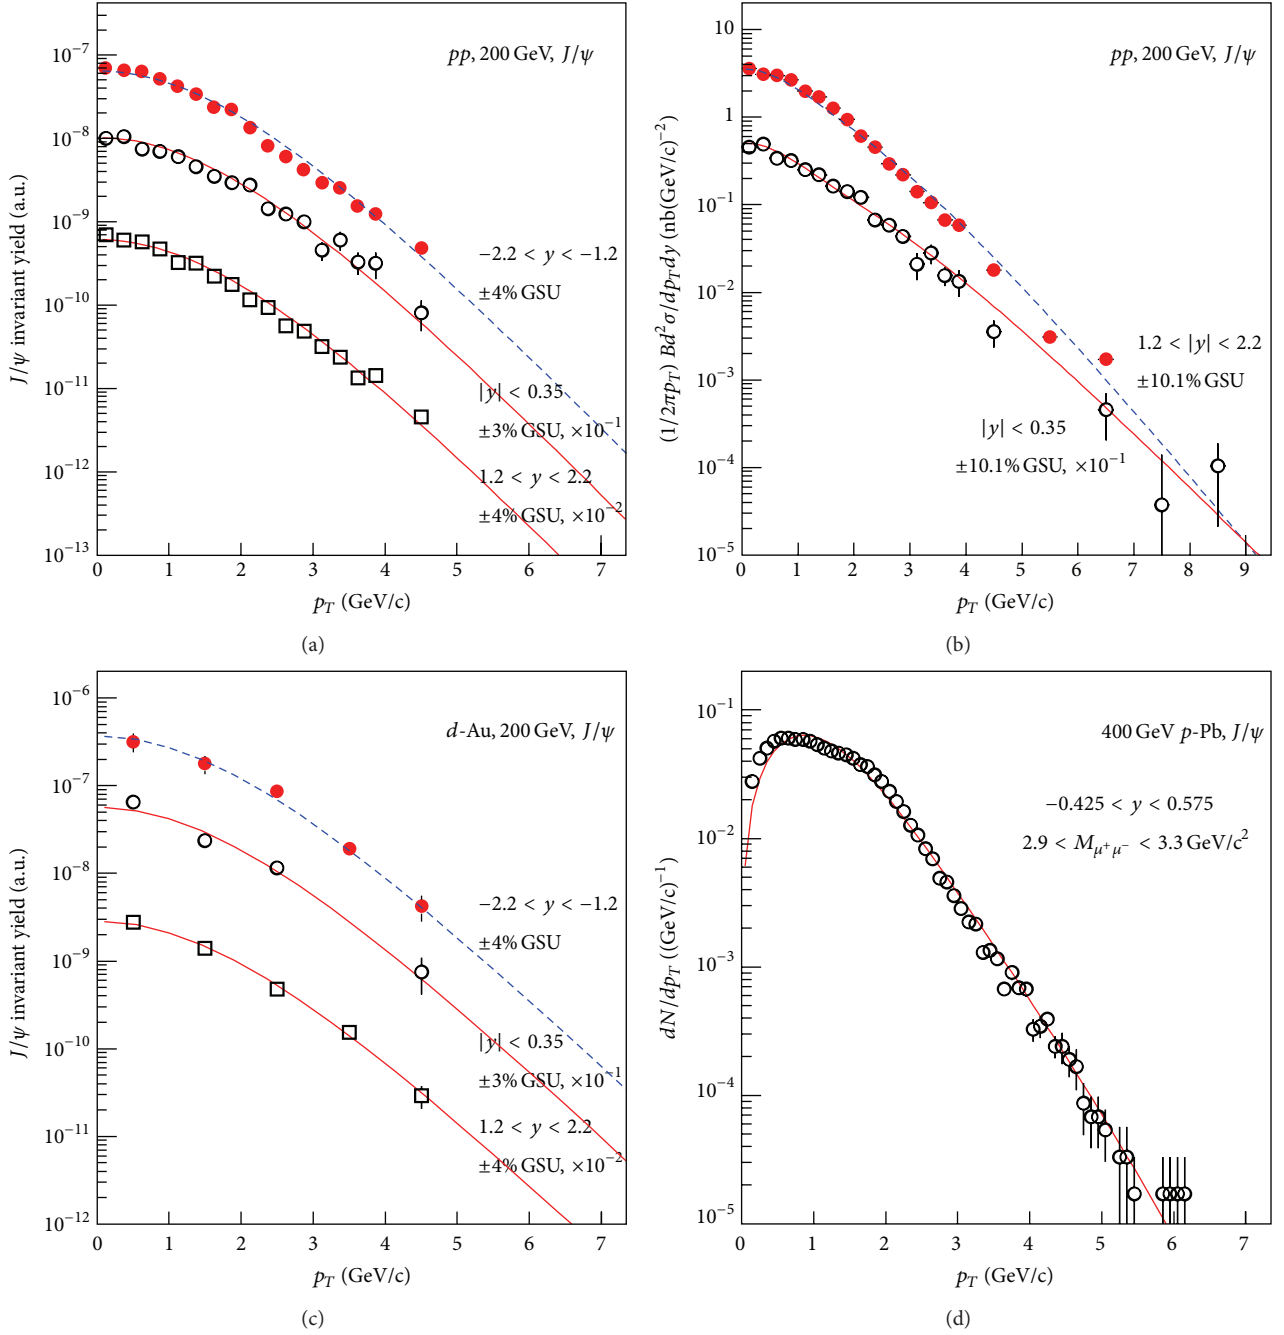 pp, 200 GeV, J/ψ
10⁻⁷
10⁻⁸
10⁻⁹
10⁻¹⁰
10⁻¹¹
10⁻¹²
10⁻¹³
J/ψ invariant yield (a.u.)
−2.2 < y < −1.2
±4% GSU
|y| < 0.35
±3% GSU, ×10⁻¹
1.2 < y < 2.2
±4% GSU, ×10⁻²
0 1 2 3 4 5 6 7
p_T (GeV/c)
(a)
pp, 200 GeV, J/ψ
10
1
10⁻¹
10⁻²
10⁻³
10⁻⁴
10⁻⁵
(1/2πp_T) Bd²σ/dp_T dy (nb(GeV/c)⁻²)
1.2 < |y| < 2.2
±10.1% GSU
|y| < 0.35
±10.1% GSU, ×10⁻¹
0 1 2 3 4 5 6 7 8 9
p_T (GeV/c)
(b)
d-Au, 200 GeV, J/ψ
10⁻⁶
10⁻⁷
10⁻⁸
10⁻⁹
10⁻¹⁰
10⁻¹¹
10⁻¹²
J/ψ invariant yield (a.u.)
−2.2 < y < −1.2
±4% GSU
|y| < 0.35
±3% GSU, ×10⁻¹
1.2 < y < 2.2
±4% GSU, ×10⁻²
0 1 2 3 4 5 6 7
p_T (GeV/c)
(c)
400 GeV p-Pb, J/ψ
−0.425 < y < 0.575
2.9 < M_μ⁺μ⁻ < 3.3 GeV/c²
10⁻¹
10⁻²
10⁻³
10⁻⁴
10⁻⁵
dN/dp_T ((GeV/c)⁻¹)
0 1 2 3 4 5 6 7
p_T (GeV/c)
(d)